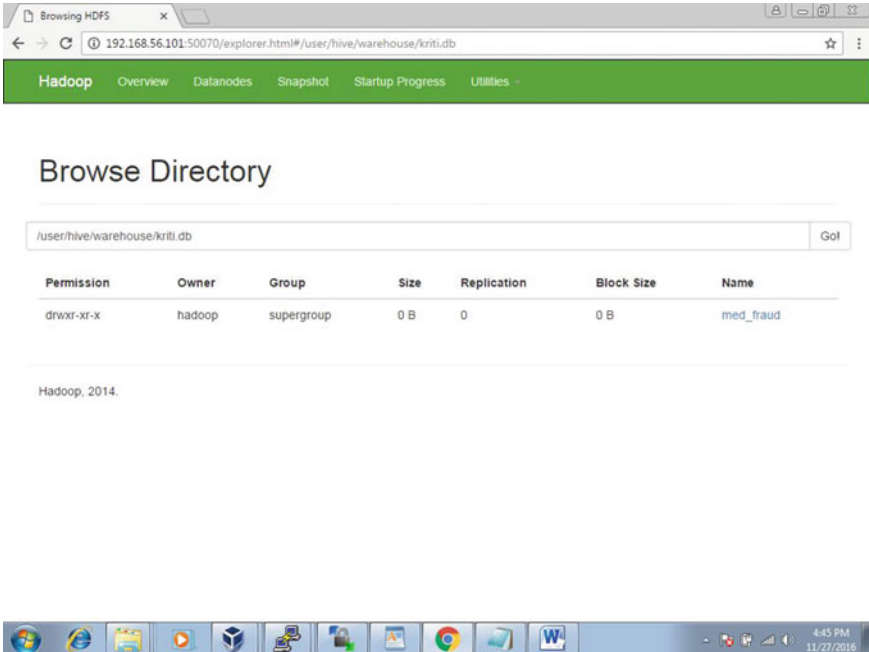 Browsing HDFS
192.168.56.101:50070/explorer.html#/user/hive/warehouse/kriti.db
Hadoop Overview Datanodes Snapshot Startup Progress Utilities
Browse Directory
/user/hive/warehouse/kriti.db Go!
Permission Owner Group Size Replication Block Size Name
drwxr-xr-x hadoop supergroup 0 B 0 0 B med_fraud
Hadoop, 2014.
W
4:45 PM
11/27/2016